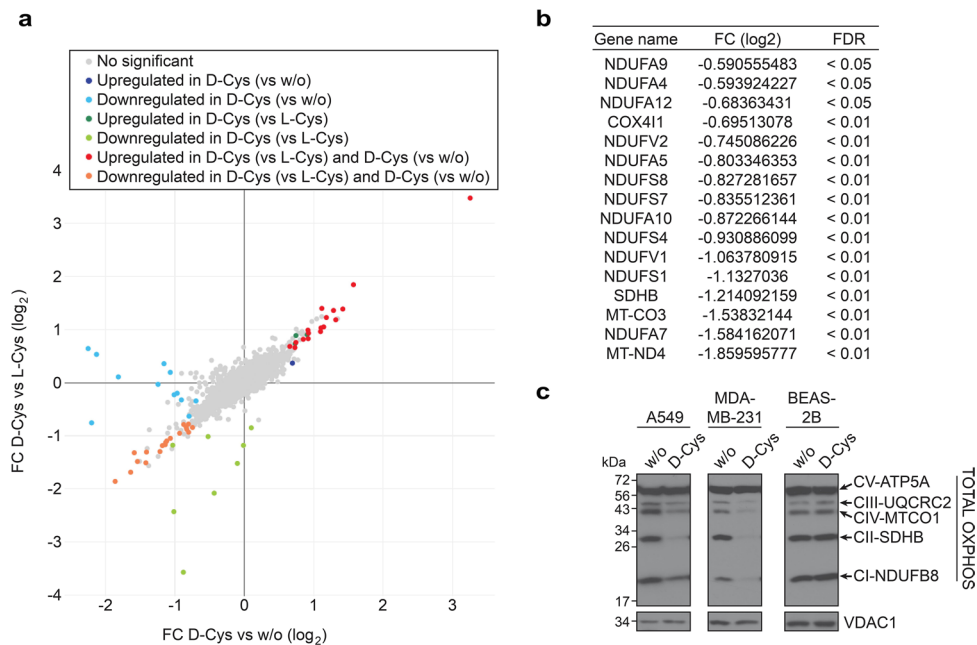 a
No significant
Upregulated in D-Cys (vs w/o)
Downregulated in D-Cys (vs w/o)
Upregulated in D-Cys (vs L-Cys)
Downregulated in D-Cys (vs L-Cys)
Upregulated in D-Cys (vs L-Cys) and D-Cys (vs w/o)
Downregulated in D-Cys (vs L-Cys) and D-Cys (vs w/o)
4
3
2
1
0
-1
-2
-3
-4
-2
-1
0
1
2
3
FC D-Cys vs L-Cys (log2)
FC D-Cys vs w/o (log2)
b
Gene name FC (log2) FDR
NDUFA9 -0.590555483 < 0.05
NDUFA4 -0.593924227 < 0.05
NDUFA12 -0.68363431 < 0.05
COX4I1 -0.69513078 < 0.01
NDUFV2 -0.745086226 < 0.01
NDUFA5 -0.803346353 < 0.01
NDUFS8 -0.827281657 < 0.01
NDUFS7 -0.835512361 < 0.01
NDUFA10 -0.872266144 < 0.01
NDUFS4 -0.930886099 < 0.01
NDUFV1 -1.063780915 < 0.01
NDUFS1 -1.1327036 < 0.01
SDHB -1.214092159 < 0.01
MT-CO3 -1.53832144 < 0.01
NDUFA7 -1.584162071 < 0.01
MT-ND4 -1.859595777 < 0.01
c
A549
MDA-
MB-231
BEAS-
2B
w/o D-Cys w/o D-Cys w/o D-Cys
kDa
72
56
43
34
26
17
34
CV-ATP5A
CIII-UQCRC2
CIV-MTCO1
CII-SDHB
CI-NDUFB8
VDAC1
TOTAL OXPHOS